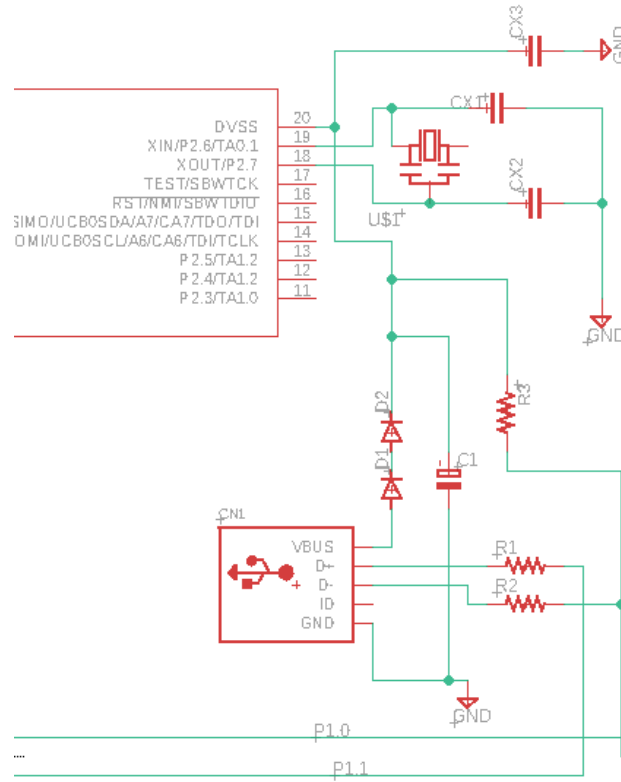 CX3
GND
DVSS 20
XIN/P2.6/TA0.1 19
XOUT/P2.7 18
TEST/SBWTCK 17
RST/NMI/SBWTDIO 16
SIMO/UCB0SDA/A7/CA7/TDO/TDI 15
OMI/UCB0SCL/A6/CA6/TDI/TCLK 14
P2.5/TA1.2 13
P2.4/TA1.2 12
P2.3/TA1.0 11
CX1
CX2
U$1
GND
R3
D2
D1
C1
CN1
VBUS
D+
D-
ID
GND
R1
R2
GND
P1.0
P1.1